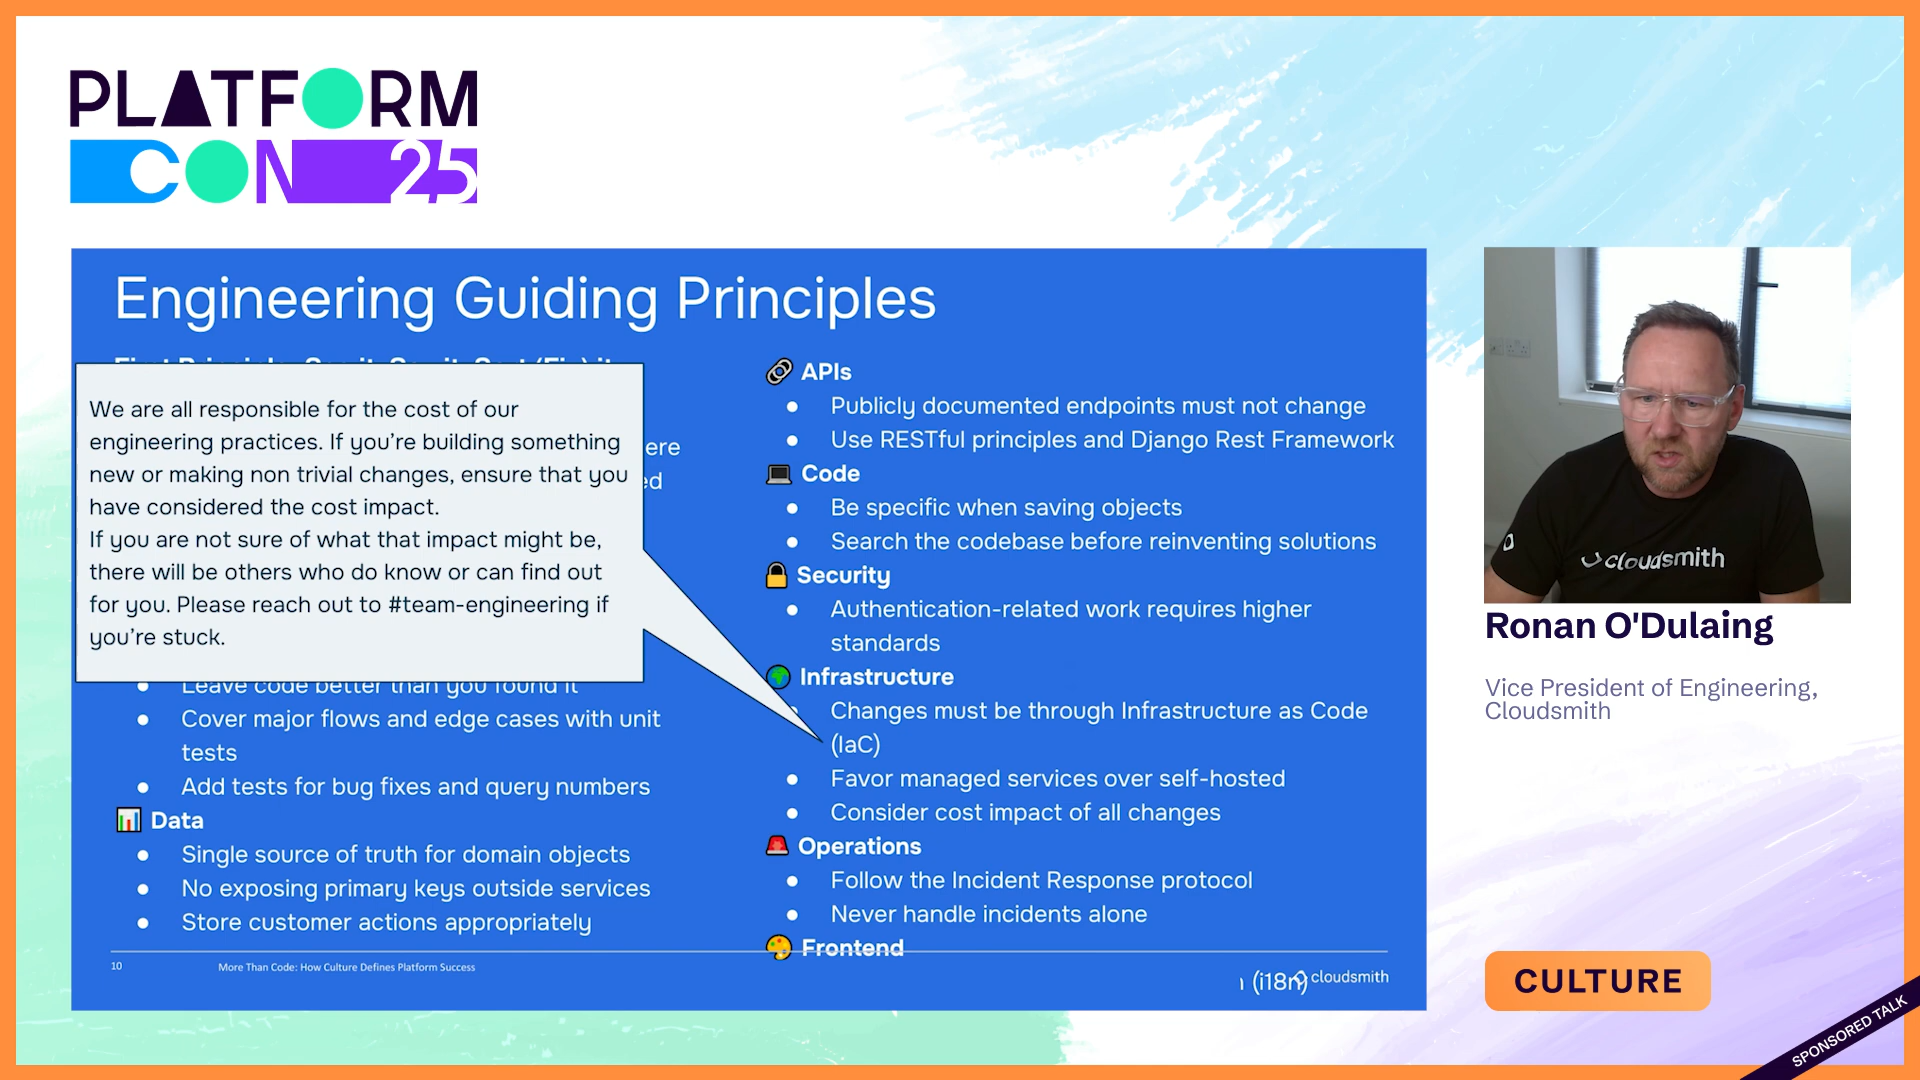 PLATFORM
CON 25
Engineering Guiding Principles
We are all responsible for the cost of our
engineering practices. If you're building something
new or making non trivial changes, ensure that you
have considered the cost impact.
If you are not sure of what that impact might be,
there will be others who do know or can find out
for you. Please reach out to #team-engineering if
you're stuck.
Leave code better than you found it
● Cover major flows and edge cases with unit
tests
● Add tests for bug fixes and query numbers
📊 Data
● Single source of truth for domain objects
● No exposing primary keys outside services
● Store customer actions appropriately
🔗 APIs
● Publicly documented endpoints must not change
● Use RESTful principles and Django Rest Framework
💻 Code
● Be specific when saving objects
● Search the codebase before reinventing solutions
🔒 Security
● Authentication-related work requires higher
standards
🌍 Infrastructure
Changes must be through Infrastructure as Code
(IaC)
● Favor managed services over self-hosted
● Consider cost impact of all changes
🚨 Operations
● Follow the Incident Response protocol
● Never handle incidents alone
🎨 Frontend
(i18n)
10
More Than Code: How Culture Defines Platform Success
cloudsmith
cloudsmith
Ronan O'Dulaing
Vice President of Engineering,
Cloudsmith
CULTURE
SPONSORED TALK